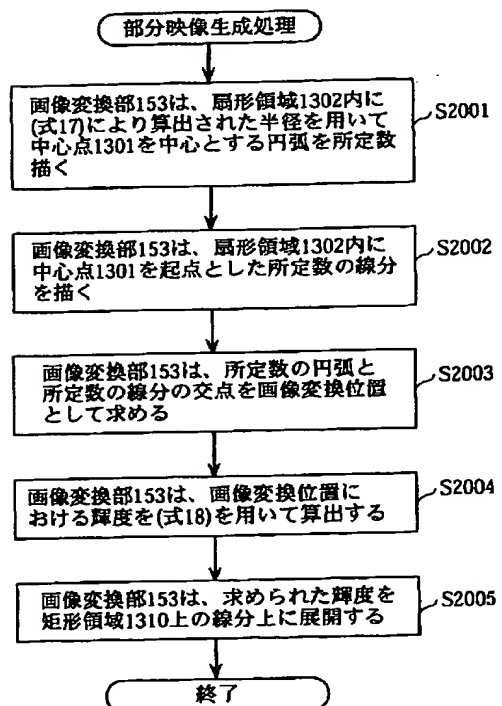 部分映像生成処理
画像変換部153は、扇形領域1302内に
(式17)により算出された半径を用いて
中心点1301を中心とする円弧を所定数
描く
S2001
画像変換部153は、扇形領域1302内に
中心点1301を起点とした所定数の線分
を描く
S2002
画像変換部153は、所定数の円弧と
所定数の線分の交点を画像変換位置
として求める
S2003
画像変換部153は、画像変換位置に
おける輝度を(式18)を用いて算出する
S2004
画像変換部153は、求められた輝度を
矩形領域1310上の線分上に展開する
S2005
終了